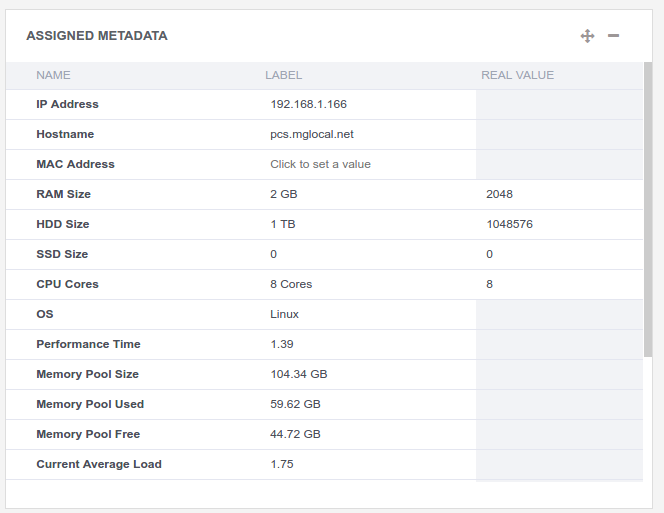 ASSIGNED METADATA
NAME LABEL REAL VALUE
IP Address 192.168.1.166
Hostname pcs.mglocal.net
MAC Address Click to set a value
RAM Size 2 GB 2048
HDD Size 1 TB 1048576
SSD Size 0 0
CPU Cores 8 Cores 8
OS Linux
Performance Time 1.39
Memory Pool Size 104.34 GB
Memory Pool Used 59.62 GB
Memory Pool Free 44.72 GB
Current Average Load 1.75